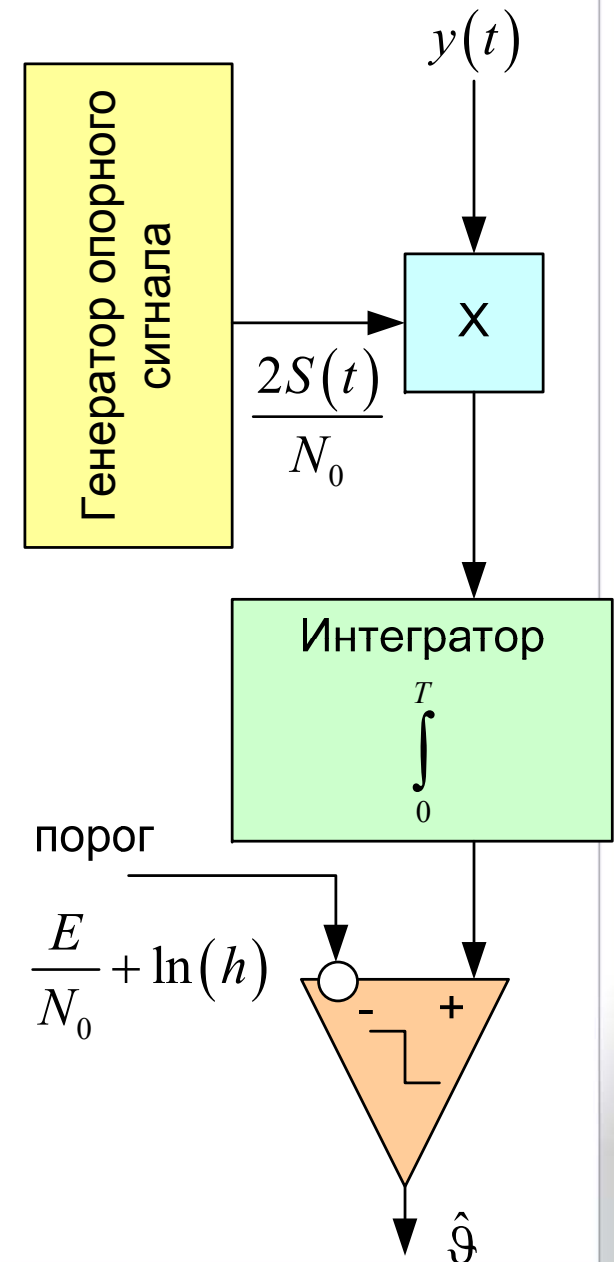 y(t)
Генератор опорного
сигнала
X
2S(t)
N₀
Интегратор
T
∫
0
порог
E
N₀
+ ln(h)
- +
ϑ̂